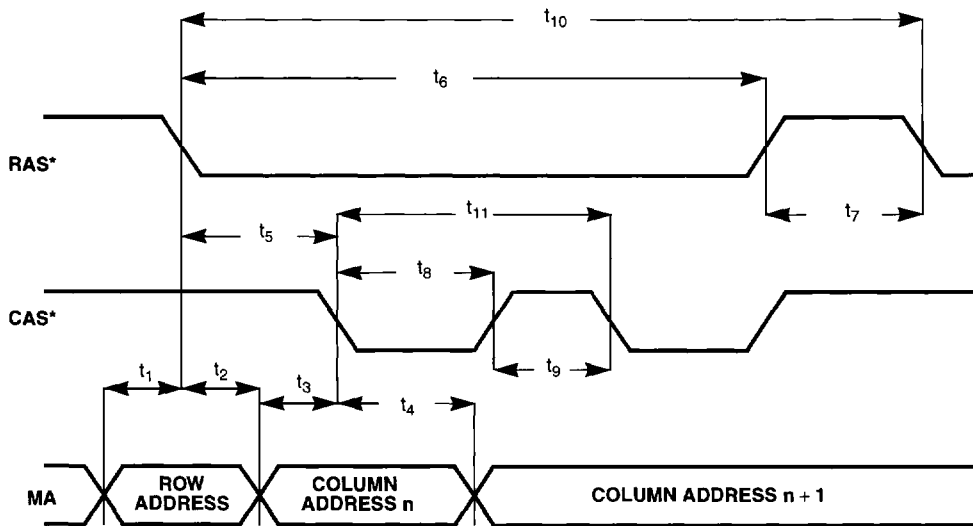 t10
t6
RAS*
t11
t7
t5
t8
CAS*
t9
t1
t2
t3
t4
MA
ROW
ADDRESS
COLUMN
ADDRESS n
COLUMN ADDRESS n + 1